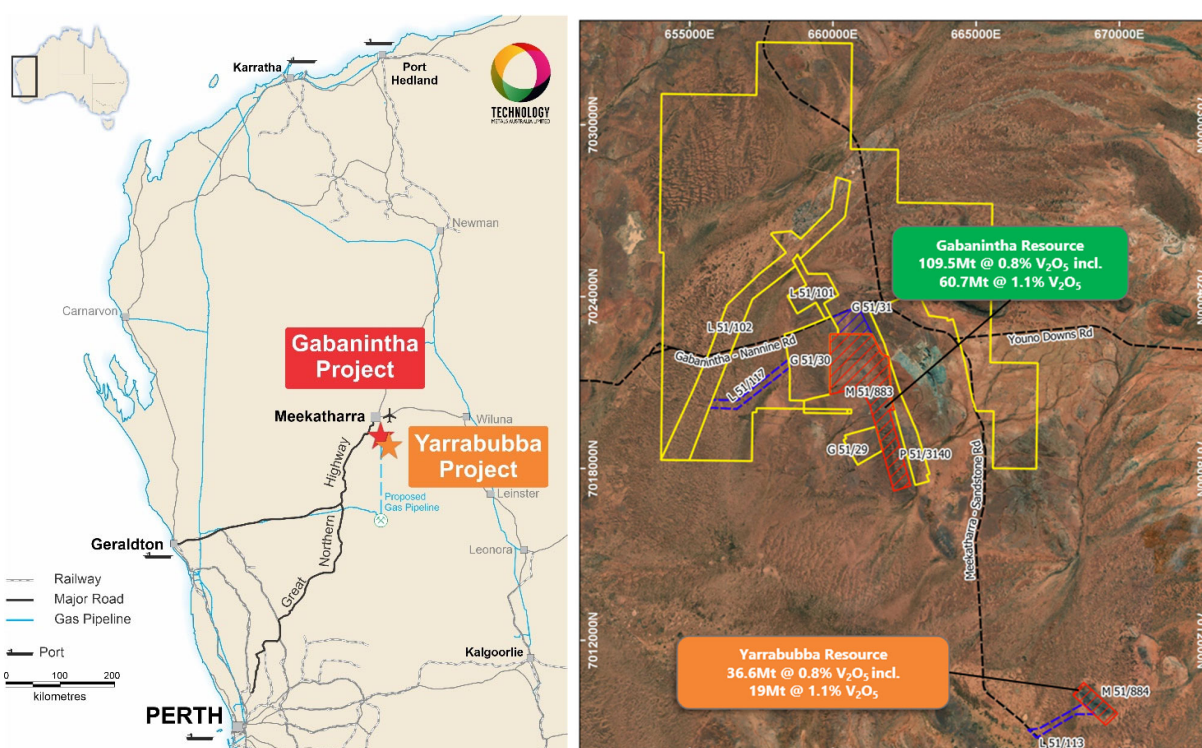 Karratha
Port
Hedland
TECHNOLOGY
METALS AUSTRALIA LIMITED
Newman
Carnarvon
Gabanintha
Project
Meekatharra
Wiluna
Yarrabubba
Project
Highway
Leinster
Proposed
Gas Pipeline
Northern
Geraldton
Leonora
Great
Railway
Major Road
Gas Pipeline
Port
0 100 200
kilometres
Kalgoorlie
PERTH
655000E
660000E
665000E
670000E
7030000N
7030000N
Gabanintha Resource
109.5Mt @ 0.8% V₂O₅ incl.
60.7Mt @ 1.1% V₂O₅
7024000N
7024000N
L 51/101
G 51/31
L 51/102
Gabanintha - Nannine Rd
Youno Downs Rd
G 51/30
L 51/117
M 51/883
G 51/29
P 51/3140
7018000N
7018000N
Meekatharra - Sandstone Rd
7012000N
7012000N
Yarrabubba Resource
36.6Mt @ 0.8% V₂O₅ incl.
19Mt @ 1.1% V₂O₅
M 51/884
L 51/113